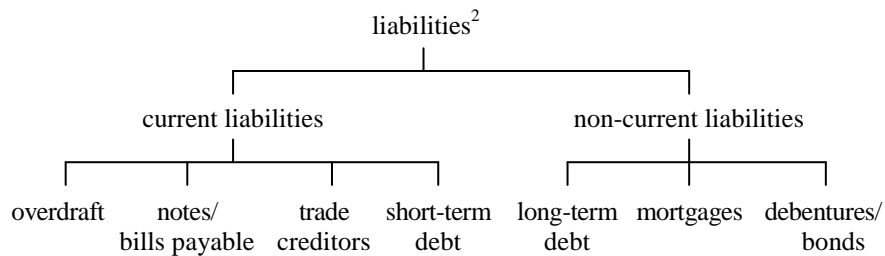 liabilities²
current liabilities non-current liabilities
overdraft notes/ trade short-term long-term mortgages debentures/
bills payable creditors debt debt bonds